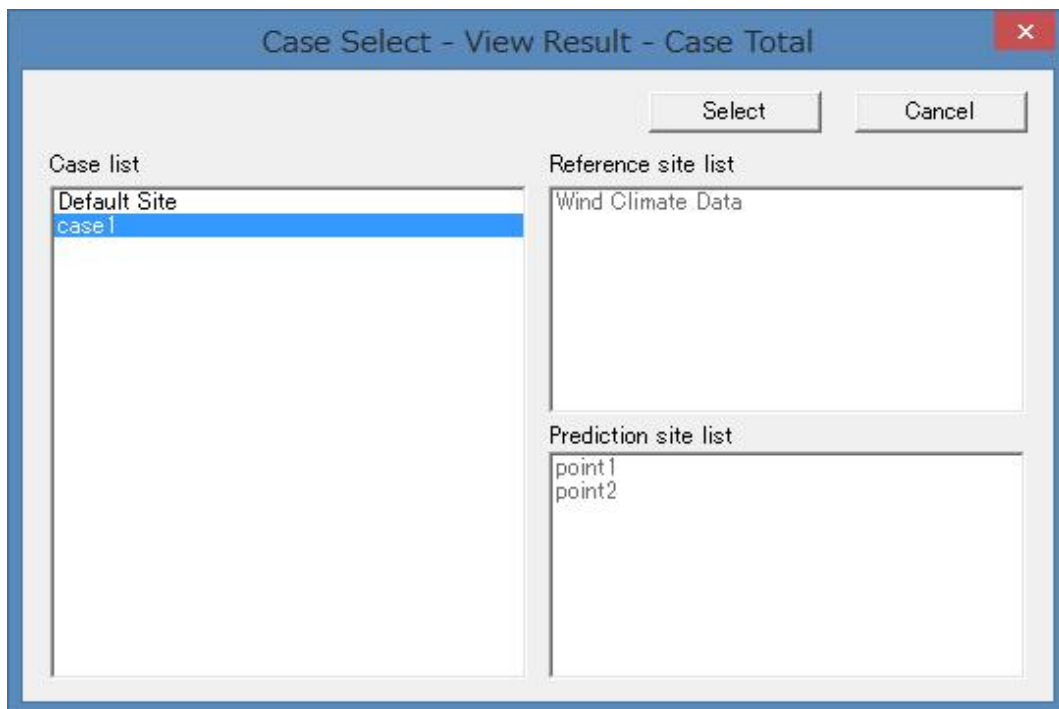 Case Select - View Result - Case Total
Select
Cancel
Case list
Default Site
case1
Reference site list
Wind Climate Data
Prediction site list
point1
point2